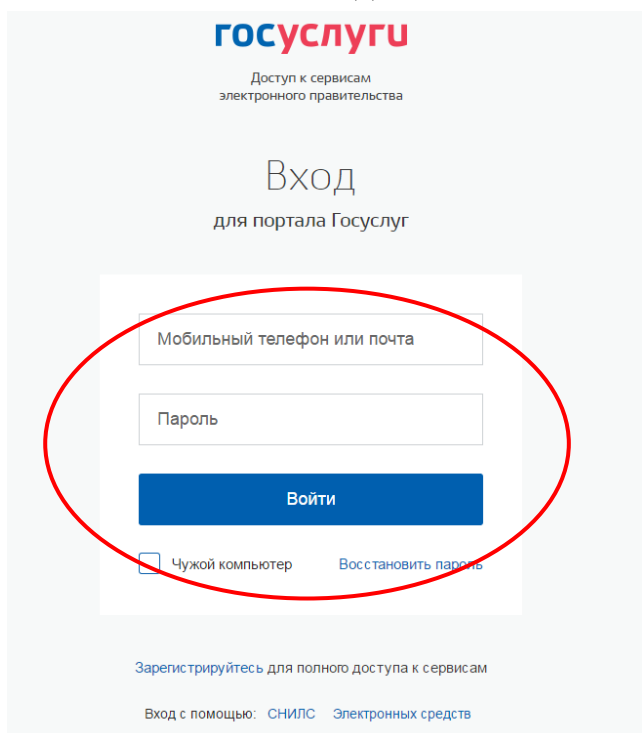 госуслуги
Доступ к сервисам
электронного правительства
Вход
для портала Госуслуг
Мобильный телефон или почта
Пароль
Войти
Чужой компьютер Восстановить пароль
Зарегистрируйтесь для полного доступа к сервисам
Вход с помощью: СНИЛС Электронных средств